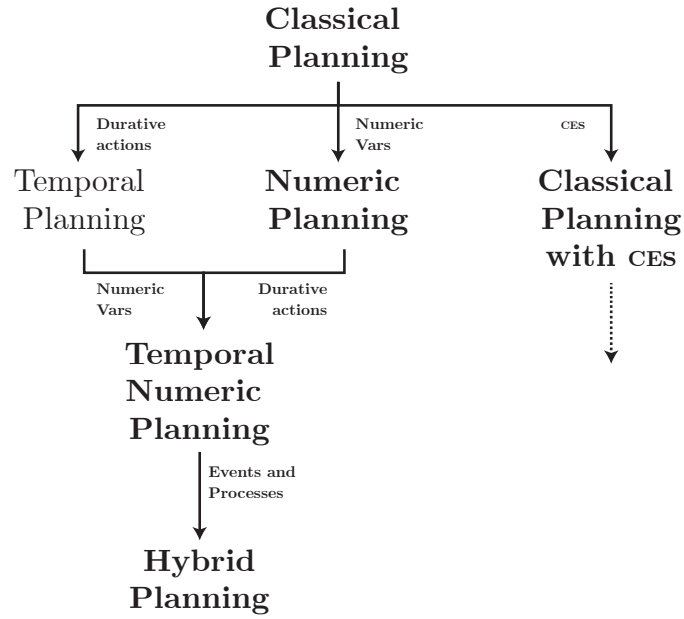 Classical
Planning
Durative
actions
Numeric
Vars
CEs
Temporal
Planning
Numeric
Planning
Classical
Planning
with CEs
Numeric
Vars
Durative
actions
Temporal
Numeric
Planning
Events and
Processes
Hybrid
Planning